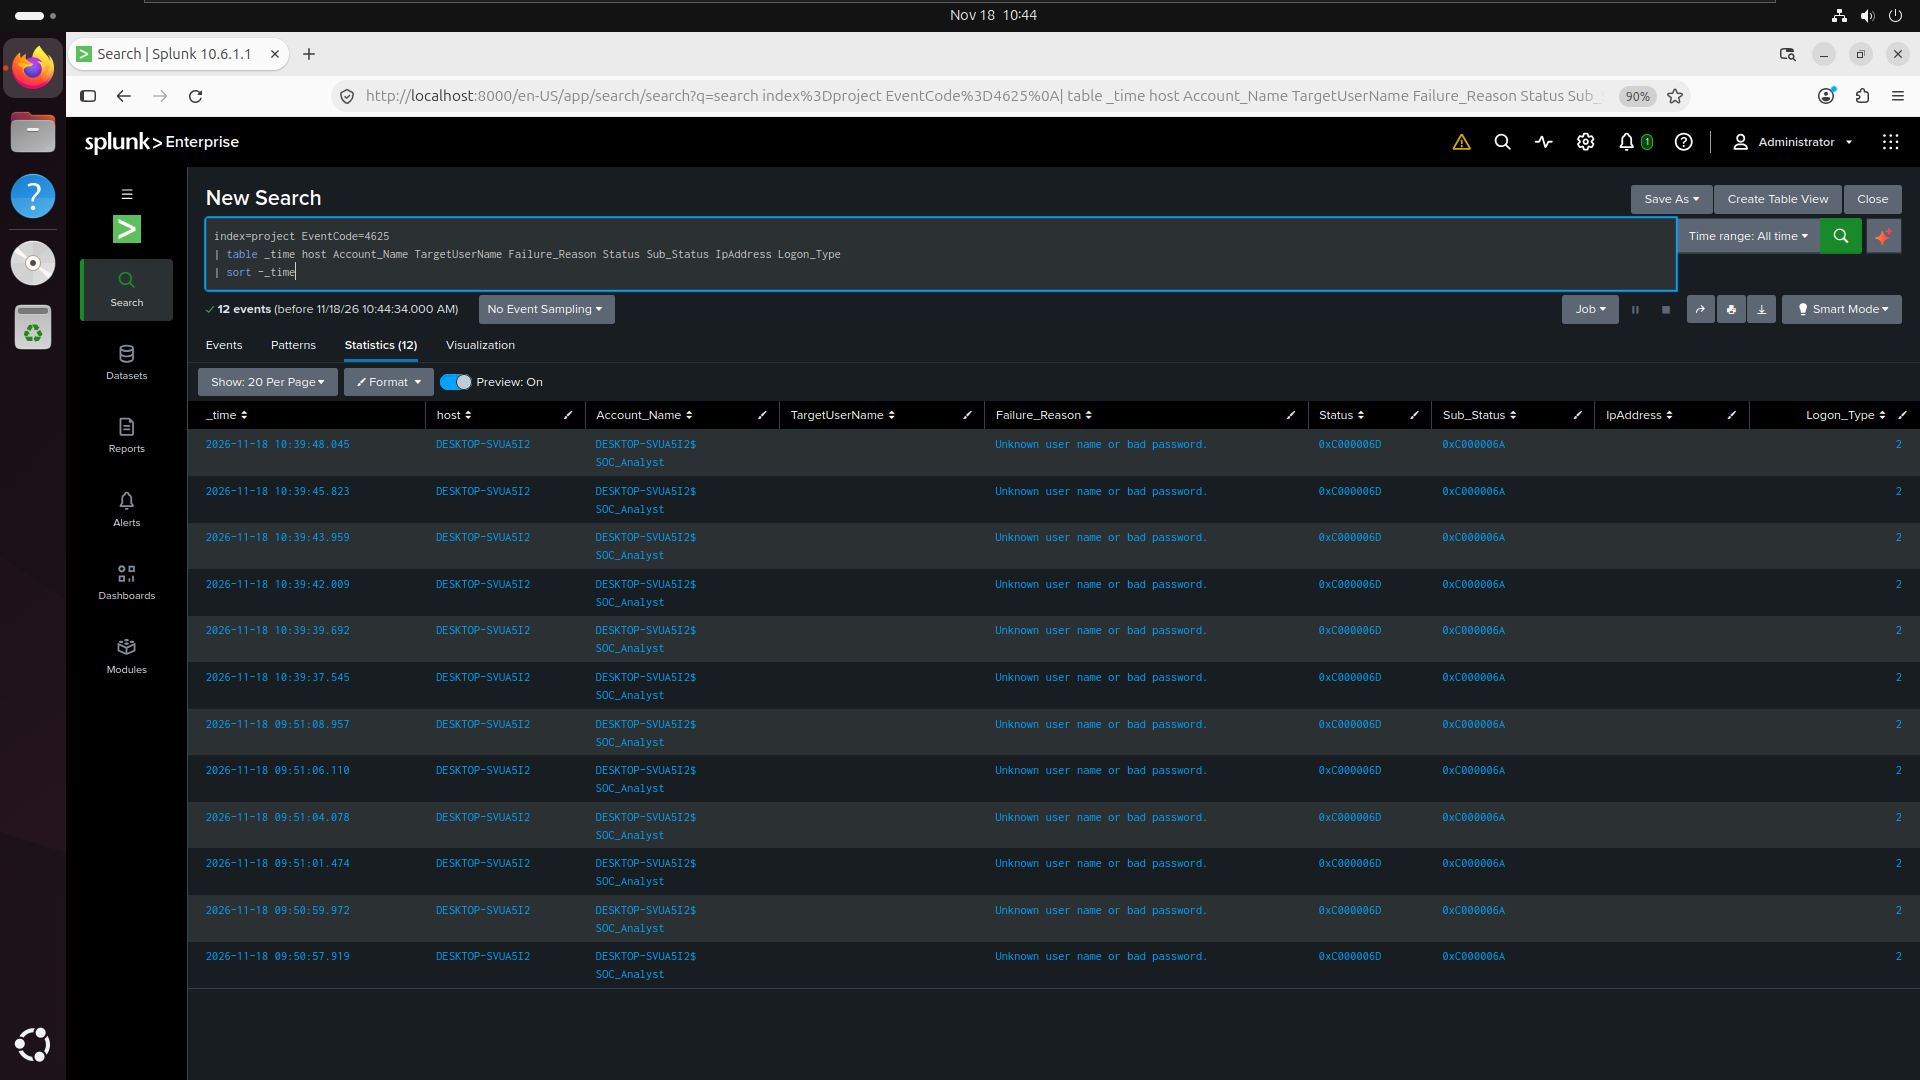 Nov 18 10:44
Search | Splunk 10.6.1.1
http://localhost:8000/en-US/app/search/search?q=search index%3Dproject EventCode%3D4625%0A| table _time host Account_Name TargetUserName Failure_Reason Status Sub_
90%
splunk> Enterprise
1
Administrator
New Search
Save As
Create Table View
Close
index=project EventCode=4625
| table _time host Account_Name TargetUserName Failure_Reason Status Sub_Status IpAddress Logon_Type
| sort -_time
Time range: All time
12 events (before 11/18/26 10:44:34.000 AM)
No Event Sampling
Job
Smart Mode
Search
Datasets
Reports
Alerts
Dashboards
Modules
Events Patterns Statistics (12) Visualization
Show: 20 Per Page
Format
Preview: On
_time host Account_Name TargetUserName Failure_Reason Status Sub_Status IpAddress Logon_Type
2026-11-18 10:39:48.045 DESKTOP-SVUA5I2 DESKTOP-SVUA5I2$ Unknown user name or bad password. 0xC000006D 0xC000006A 2
SOC_Analyst
2026-11-18 10:39:45.823 DESKTOP-SVUA5I2 DESKTOP-SVUA5I2$ Unknown user name or bad password. 0xC000006D 0xC000006A 2
SOC_Analyst
2026-11-18 10:39:43.959 DESKTOP-SVUA5I2 DESKTOP-SVUA5I2$ Unknown user name or bad password. 0xC000006D 0xC000006A 2
SOC_Analyst
2026-11-18 10:39:42.009 DESKTOP-SVUA5I2 DESKTOP-SVUA5I2$ Unknown user name or bad password. 0xC000006D 0xC000006A 2
SOC_Analyst
2026-11-18 10:39:39.692 DESKTOP-SVUA5I2 DESKTOP-SVUA5I2$ Unknown user name or bad password. 0xC000006D 0xC000006A 2
SOC_Analyst
2026-11-18 10:39:37.545 DESKTOP-SVUA5I2 DESKTOP-SVUA5I2$ Unknown user name or bad password. 0xC000006D 0xC000006A 2
SOC_Analyst
2026-11-18 09:51:08.957 DESKTOP-SVUA5I2 DESKTOP-SVUA5I2$ Unknown user name or bad password. 0xC000006D 0xC000006A 2
SOC_Analyst
2026-11-18 09:51:06.110 DESKTOP-SVUA5I2 DESKTOP-SVUA5I2$ Unknown user name or bad password. 0xC000006D 0xC000006A 2
SOC_Analyst
2026-11-18 09:51:04.078 DESKTOP-SVUA5I2 DESKTOP-SVUA5I2$ Unknown user name or bad password. 0xC000006D 0xC000006A 2
SOC_Analyst
2026-11-18 09:51:01.474 DESKTOP-SVUA5I2 DESKTOP-SVUA5I2$ Unknown user name or bad password. 0xC000006D 0xC000006A 2
SOC_Analyst
2026-11-18 09:50:59.972 DESKTOP-SVUA5I2 DESKTOP-SVUA5I2$ Unknown user name or bad password. 0xC000006D 0xC000006A 2
SOC_Analyst
2026-11-18 09:50:57.919 DESKTOP-SVUA5I2 DESKTOP-SVUA5I2$ Unknown user name or bad password. 0xC000006D 0xC000006A 2
SOC_Analyst